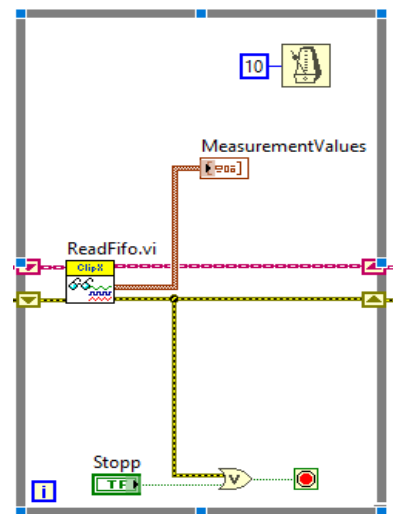 10
MeasurementValues
ReadFifo.vi
ClipX
Stopp
TF
V
i